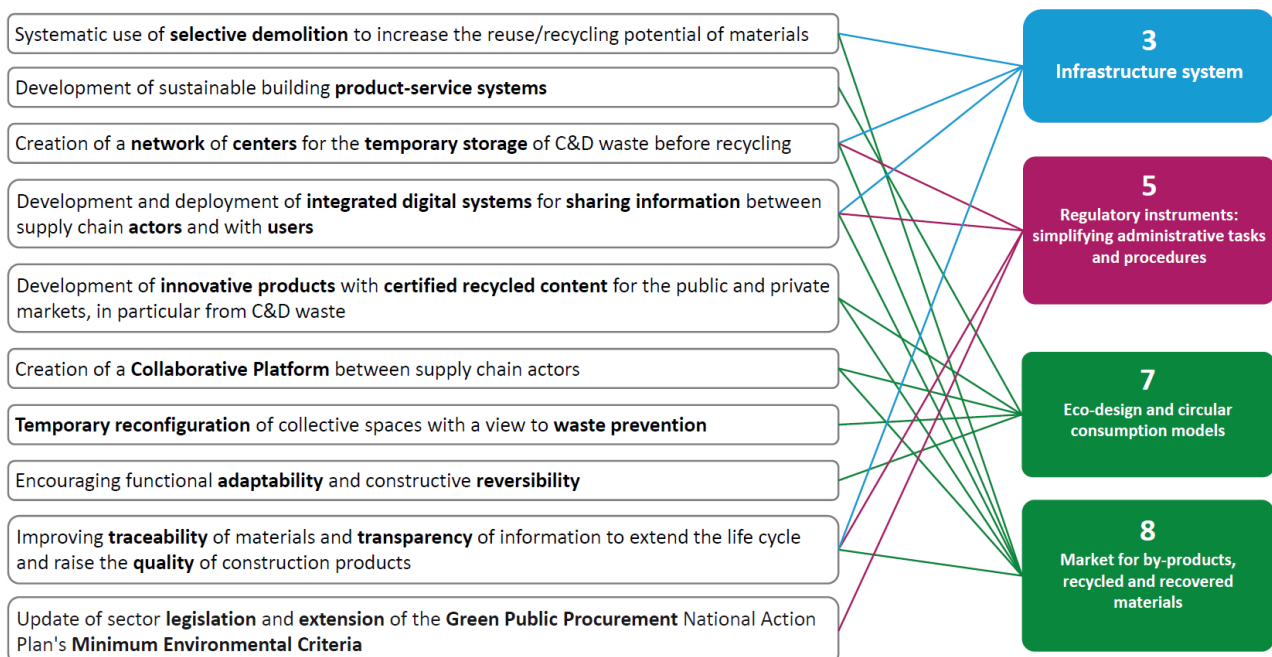 Systematic use of selective demolition to increase the reuse/recycling potential of materials
Development of sustainable building product-service systems
Creation of a network of centers for the temporary storage of C&D waste before recycling
Development and deployment of integrated digital systems for sharing information between
supply chain actors and with users
Development of innovative products with certified recycled content for the public and private
markets, in particular from C&D waste
Creation of a Collaborative Platform between supply chain actors
Temporary reconfiguration of collective spaces with a view to waste prevention
Encouraging functional adaptability and constructive reversibility
Improving traceability of materials and transparency of information to extend the life cycle
and raise the quality of construction products
Update of sector legislation and extension of the Green Public Procurement National Action
Plan's Minimum Environmental Criteria
3
Infrastructure system
5
Regulatory instruments:
simplifying administrative tasks
and procedures
7
Eco-design and circular
consumption models
8
Market for by-products,
recycled and recovered
materials